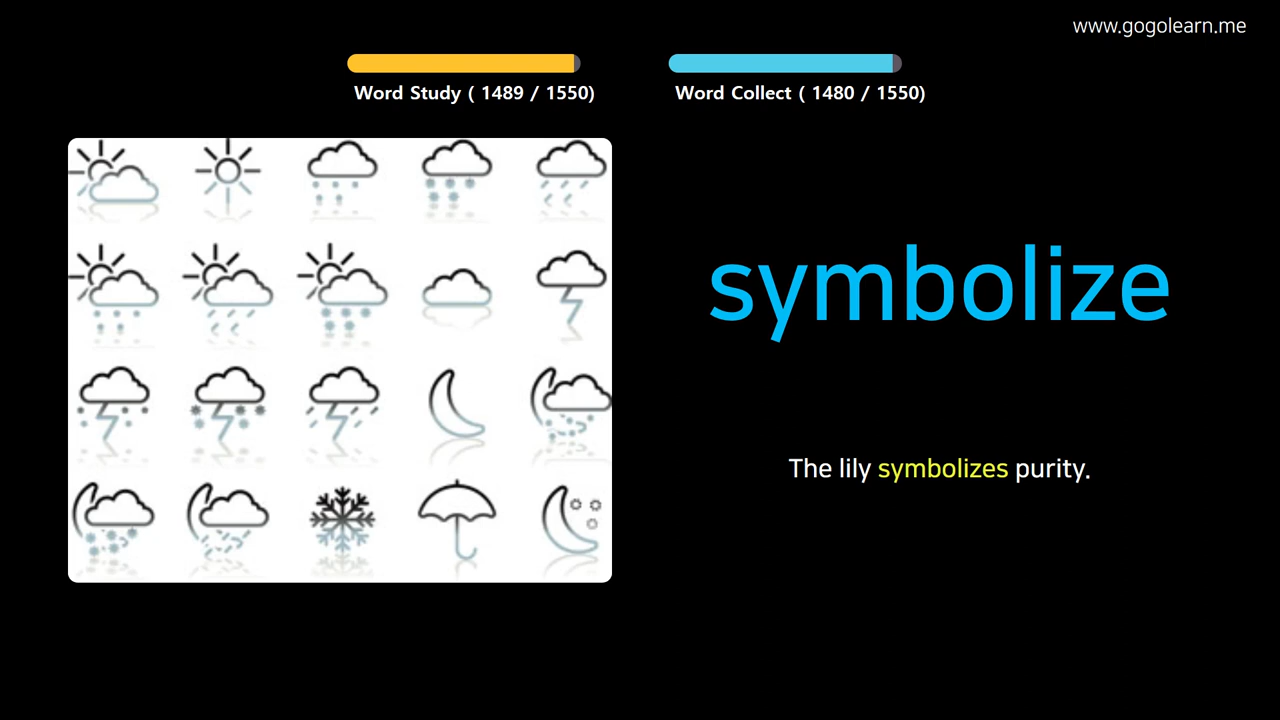 www.gogolearn.me
Word Study ( 1489 / 1550)
Word Collect ( 1480 / 1550)
symbolize
The lily symbolizes purity.